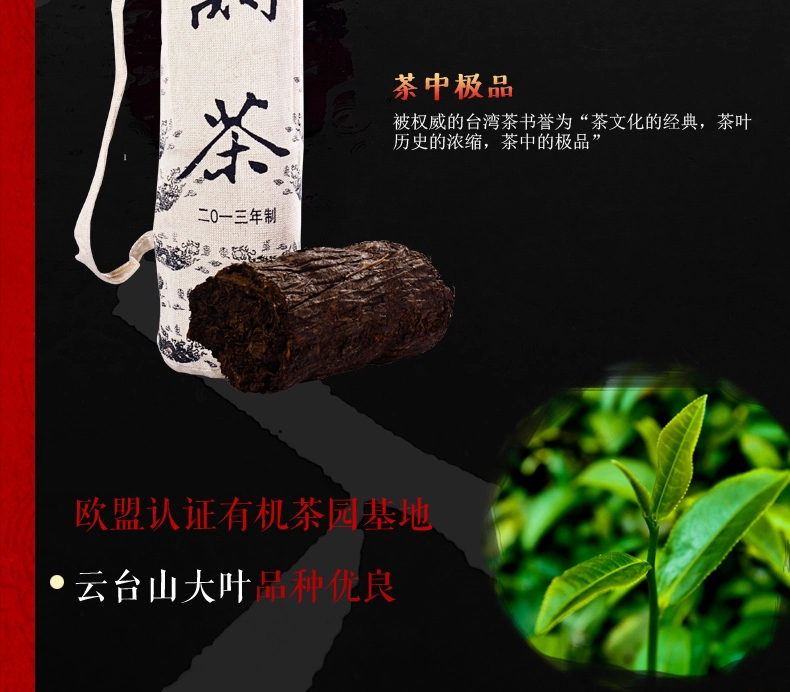 茶中极品
被权威的台湾茶书誉为“茶文化的经典，茶叶
历史的浓缩，茶中的极品”
茶
二0一三年制
欧盟认证有机茶园基地
云台山大叶品种优良